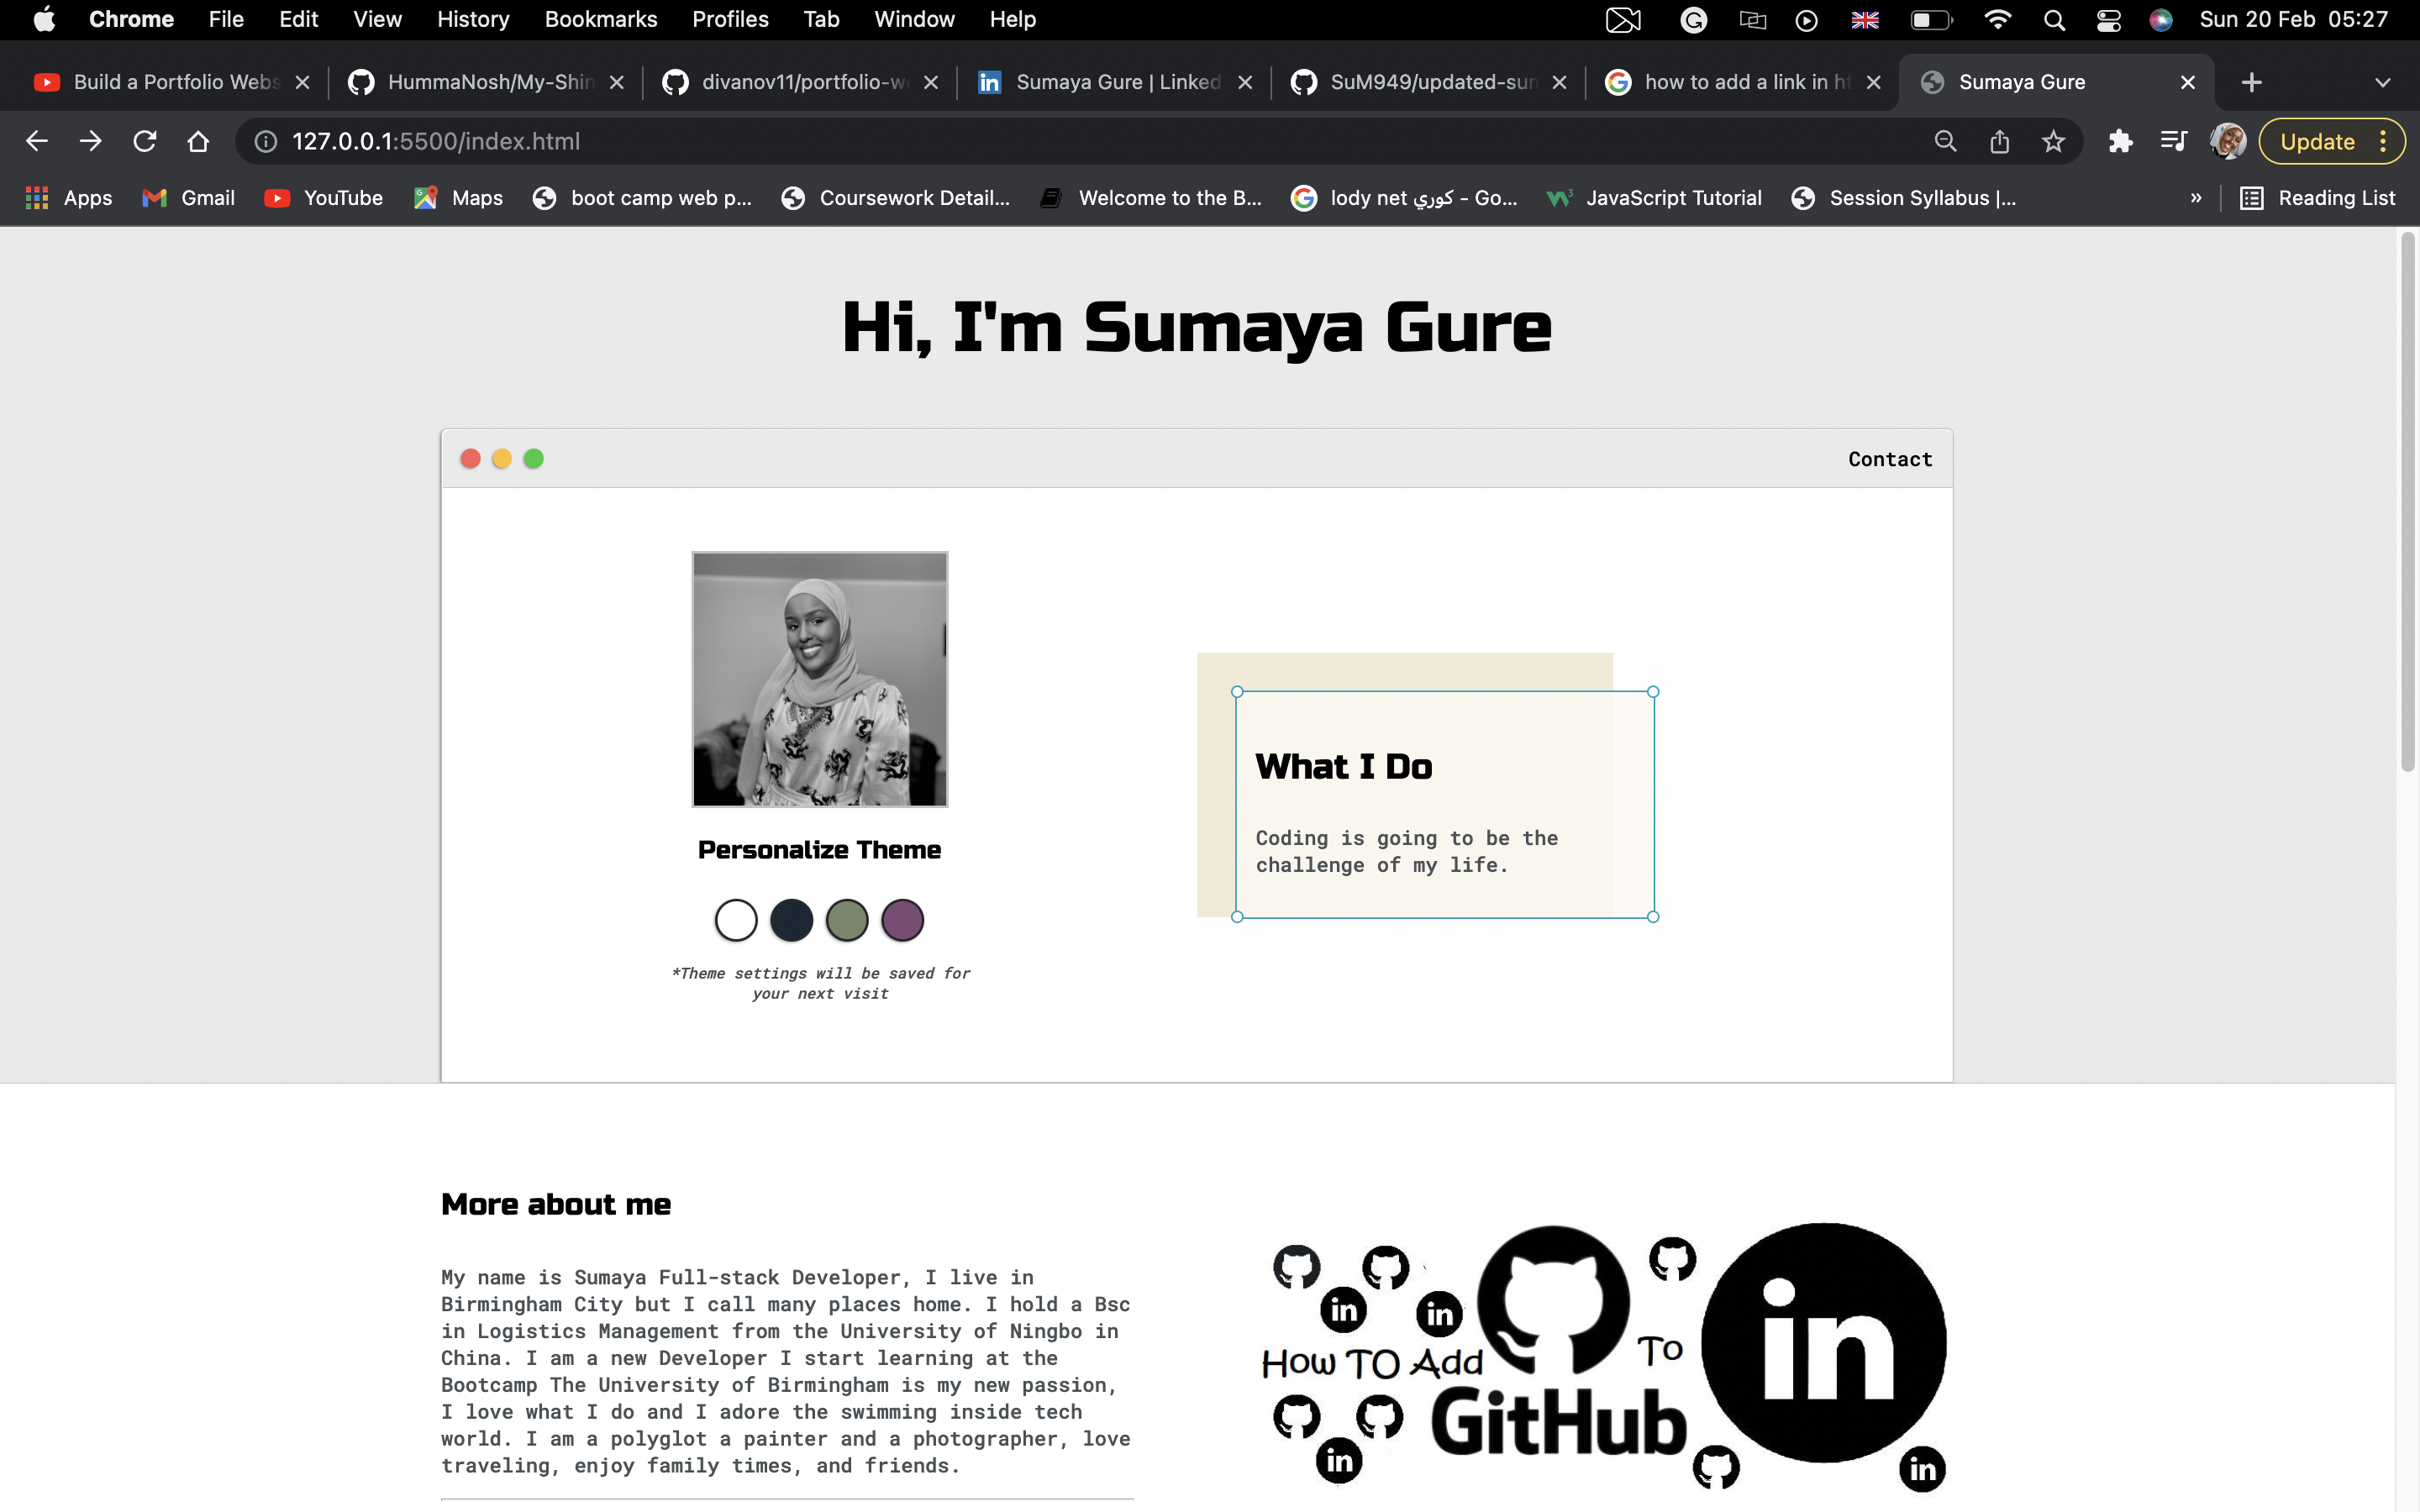 Chrome File Edit View History Bookmarks Profiles Tab Window Help Sun 20 Feb 05:27
Build a Portfolio Webs HummaNosh/My-Shin divanov11/portfolio-w Sumaya Gure | Linked SuM949/updated-sum how to add a link in ht Sumaya Gure
127.0.0.1:5500/index.html Update
Apps Gmail YouTube Maps boot camp web p... Coursework Detail... Welcome to the B... lody net كوري - Go... JavaScript Tutorial Session Syllabus |... » Reading List
Hi, I'm Sumaya Gure
Contact
What I Do
Coding is going to be the
challenge of my life.
Personalize Theme
*Theme settings will be saved for
your next visit
More about me
My name is Sumaya Full-stack Developer, I live in
Birmingham City but I call many places home. I hold a Bsc
in Logistics Management from the University of Ningbo in
China. I am a new Developer I start learning at the
Bootcamp The University of Birmingham is my new passion,
I love what I do and I adore the swimming inside tech
world. I am a polyglot a painter and a photographer, love
traveling, enjoy family times, and friends.
in in in
How TO Add To
GitHub
in in